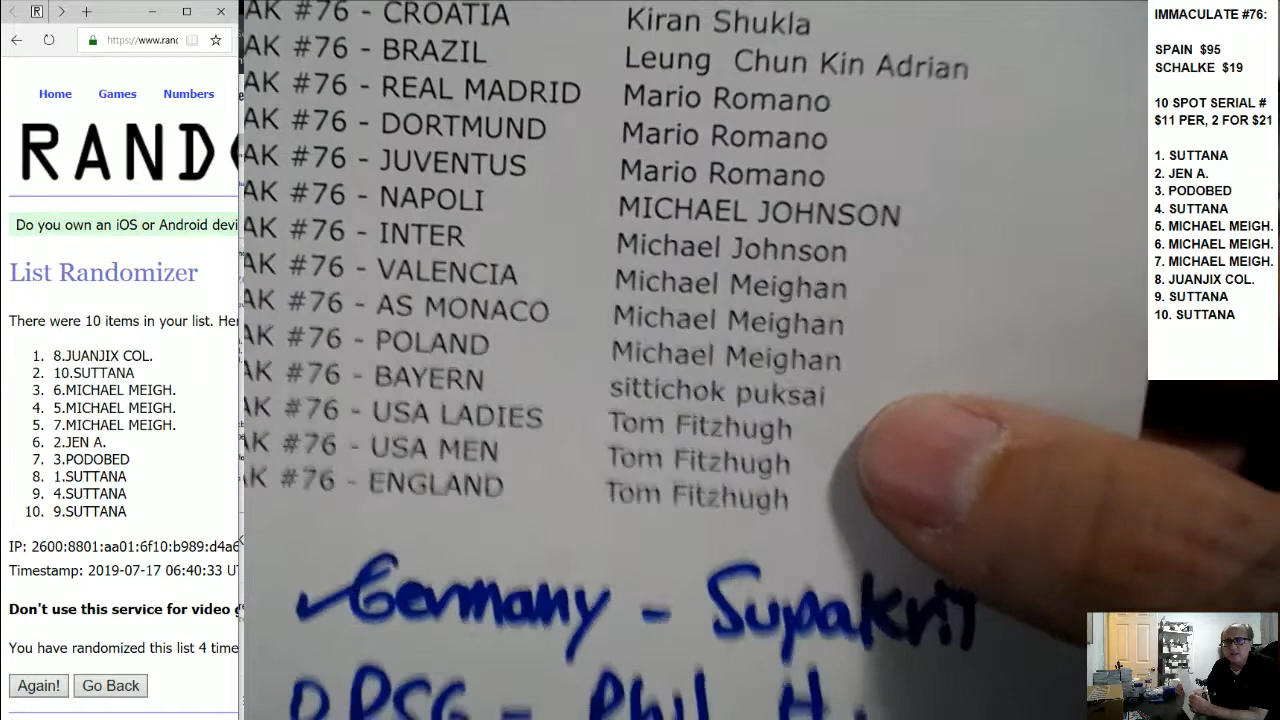 R
https://www.ranc
Home Games Numbers
RAND
Do you own an iOS or Android devi
List Randomizer
There were 10 items in your list. Her
1. 8.JUANJIX COL.
2. 10.SUTTANA
3. 6.MICHAEL MEIGH.
4. 5.MICHAEL MEIGH.
5. 7.MICHAEL MEIGH.
6. 2.JEN A.
7. 3.PODOBED
8. 1.SUTTANA
9. 4.SUTTANA
10. 9.SUTTANA
IP: 2600:8801:aa01:6f10:b989:d4a6
Timestamp: 2019-07-17 06:40:33 U
Don't use this service for video g
You have randomized this list 4 time
Again! Go Back
AK #76 - CROATIA Kiran Shukla
AK #76 - BRAZIL Leung Chun Kin Adrian
AK #76 - REAL MADRID Mario Romano
AK #76 - DORTMUND Mario Romano
AK #76 - JUVENTUS Mario Romano
AK #76 - NAPOLI MICHAEL JOHNSON
AK #76 - INTER Michael Johnson
AK #76 - VALENCIA Michael Meighan
AK #76 - AS MONACO Michael Meighan
AK #76 - POLAND Michael Meighan
AK #76 - BAYERN sittichok puksai
AK #76 - USA LADIES Tom Fitzhugh
AK #76 - USA MEN Tom Fitzhugh
AK #76 - ENGLAND Tom Fitzhugh
Germany - Supakrit
PSG - Phil H.
IMMACULATE #76:
SPAIN $95
SCHALKE $19
10 SPOT SERIAL #
$11 PER, 2 FOR $21
1. SUTTANA
2. JEN A.
3. PODOBED
4. SUTTANA
5. MICHAEL MEIGH.
6. MICHAEL MEIGH.
7. MICHAEL MEIGH.
8. JUANJIX COL.
9. SUTTANA
10. SUTTANA